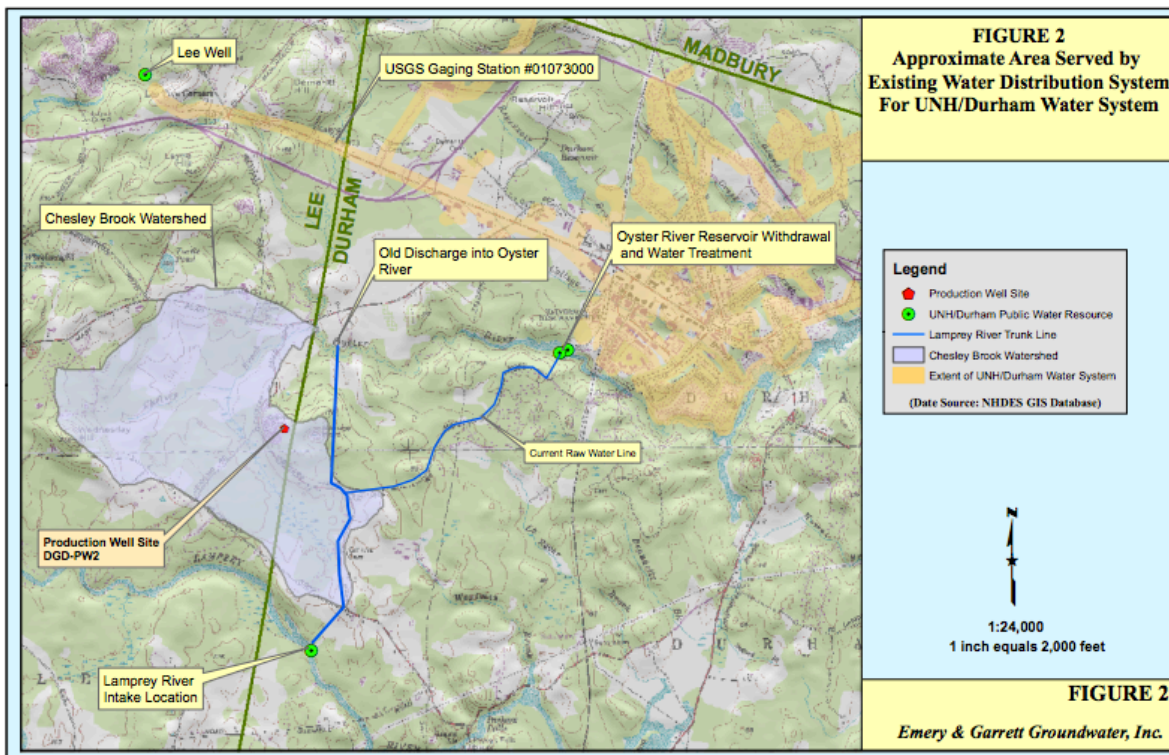 FIGURE 2
Approximate Area Served by
Existing Water Distribution System
For UNH/Durham Water System
Lee Well
USGS Gaging Station #01073000
MADBURY
Chesley Brook Watershed
LEE
DURHAM
Old Discharge into Oyster
River
Oyster River Reservoir Withdrawal
and Water Treatment
Current Raw Water Line
Production Well Site
DGD-PW2
LAMPREY
Lamprey River
Intake Location
D U R H A
D U R H A
RIVER
Legend
Production Well Site
UNH/Durham Public Water Resource
Lamprey River Trunk Line
Chesley Brook Watershed
Extent of UNH/Durham Water System
(Date Source: NHDES GIS Database)
N
1:24,000
1 inch equals 2,000 feet
FIGURE 2
Emery & Garrett Groundwater, Inc.